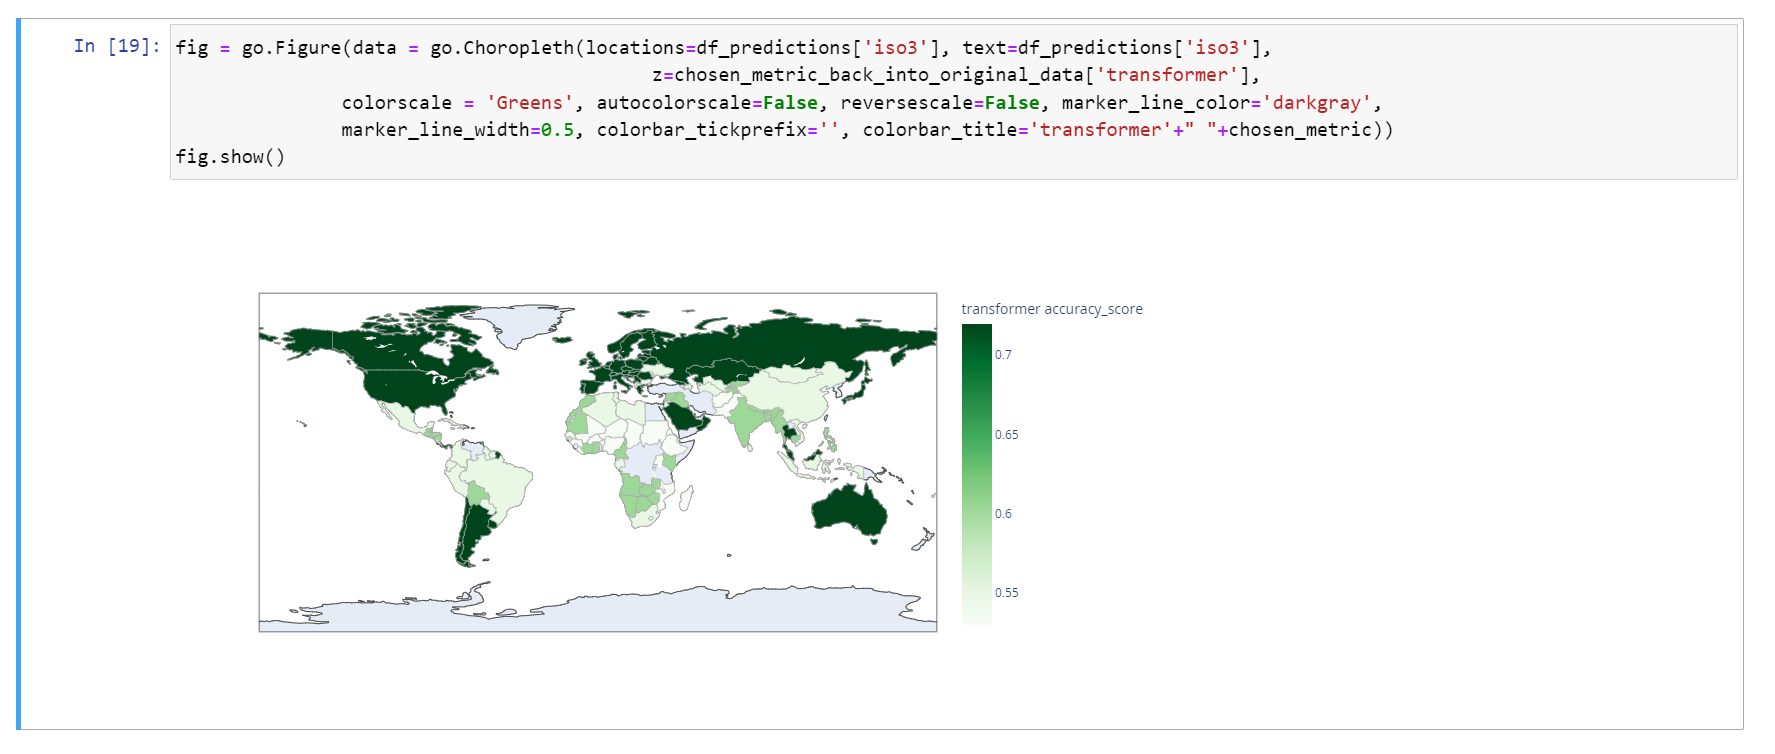 In [19]: fig = go.Figure(data = go.Choropleth(locations=df_predictions['iso3'], text=df_predictions['iso3'],
z=chosen_metric_back_into_original_data['transformer'],
colorscale = 'Greens', autocolorscale=False, reversescale=False, marker_line_color='darkgray',
marker_line_width=0.5, colorbar_tickprefix='', colorbar_title='transformer'+" "+chosen_metric))
fig.show()
transformer accuracy_score
0.7
0.65
0.6
0.55